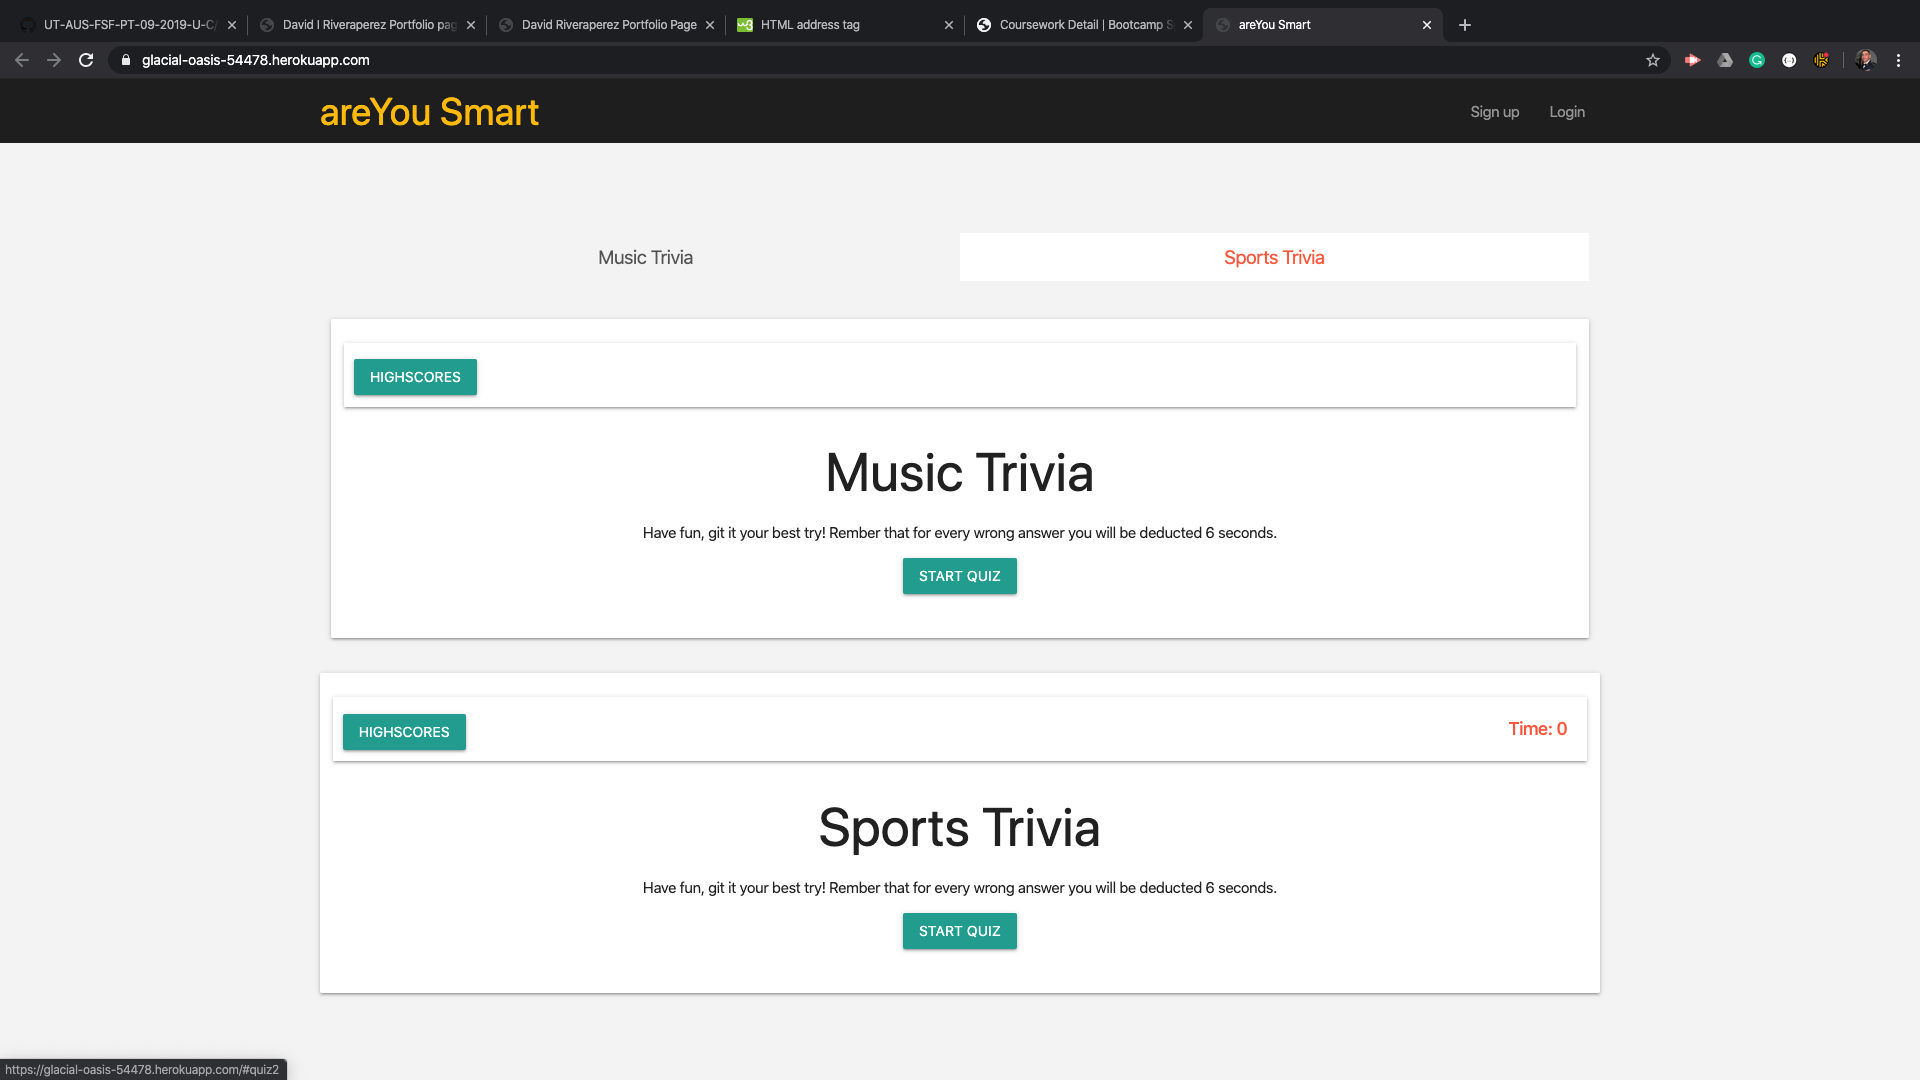 UT-AUS-FSF-PT-09-2019-U-C/
David I Riveraperez Portfolio pag
David Riveraperez Portfolio Page
HTML address tag
Coursework Detail | Bootcamp S
areYou Smart
glacial-oasis-54478.herokuapp.com
areYou Smart
Sign up
Login
Music Trivia
Sports Trivia
HIGHSCORES
Music Trivia
Have fun, git it your best try! Rember that for every wrong answer you will be deducted 6 seconds.
START QUIZ
HIGHSCORES
Time: 0
Sports Trivia
Have fun, git it your best try! Rember that for every wrong answer you will be deducted 6 seconds.
START QUIZ
https://glacial-oasis-54478.herokuapp.com/#quiz2